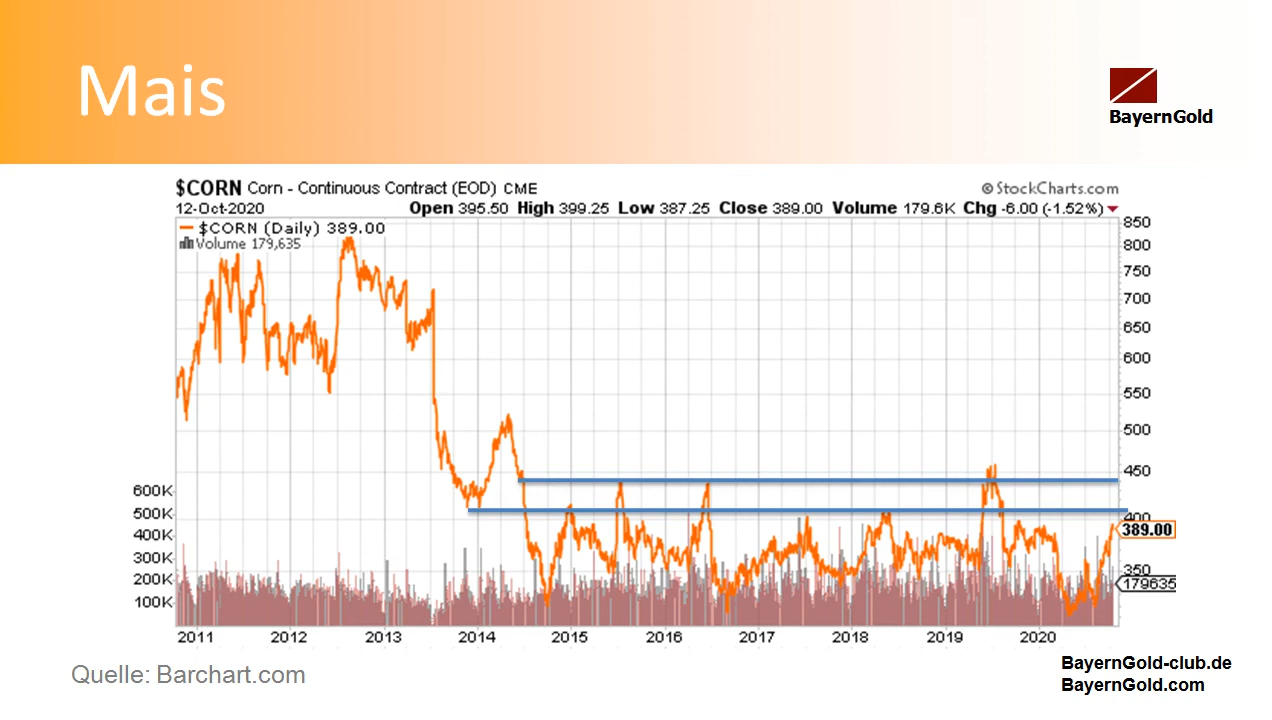 Mais
BayernGold
$CORN Corn - Continuous Contract (EOD) CME
© StockCharts.com
12-Oct-2020
Open 395.50 High 399.25 Low 387.25 Close 389.00 Volume 179.6K Chg -6.00 (-1.52%)
$CORN (Daily) 389.00
Volume 179,635
850
800
750
700
650
600
550
500
450
400
389.00
350
179635
600K
500K
400K
300K
200K
100K
2011 2012 2013 2014 2015 2016 2017 2018 2019 2020
Quelle: Barchart.com
BayernGold-club.de
BayernGold.com